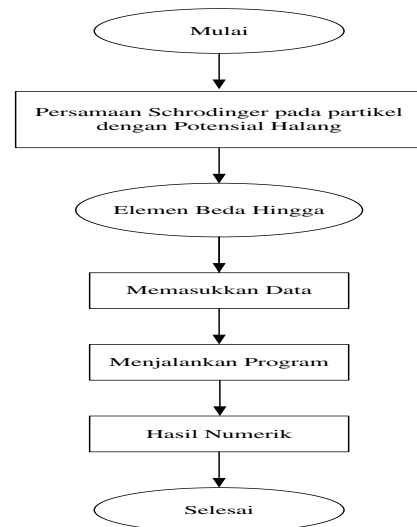 Mulai
Persamaan Schrodinger pada partikel
dengan Potensial Halang
Elemen Beda Hingga
Memasukkan Data
Menjalankan Program
Hasil Numerik
Selesai